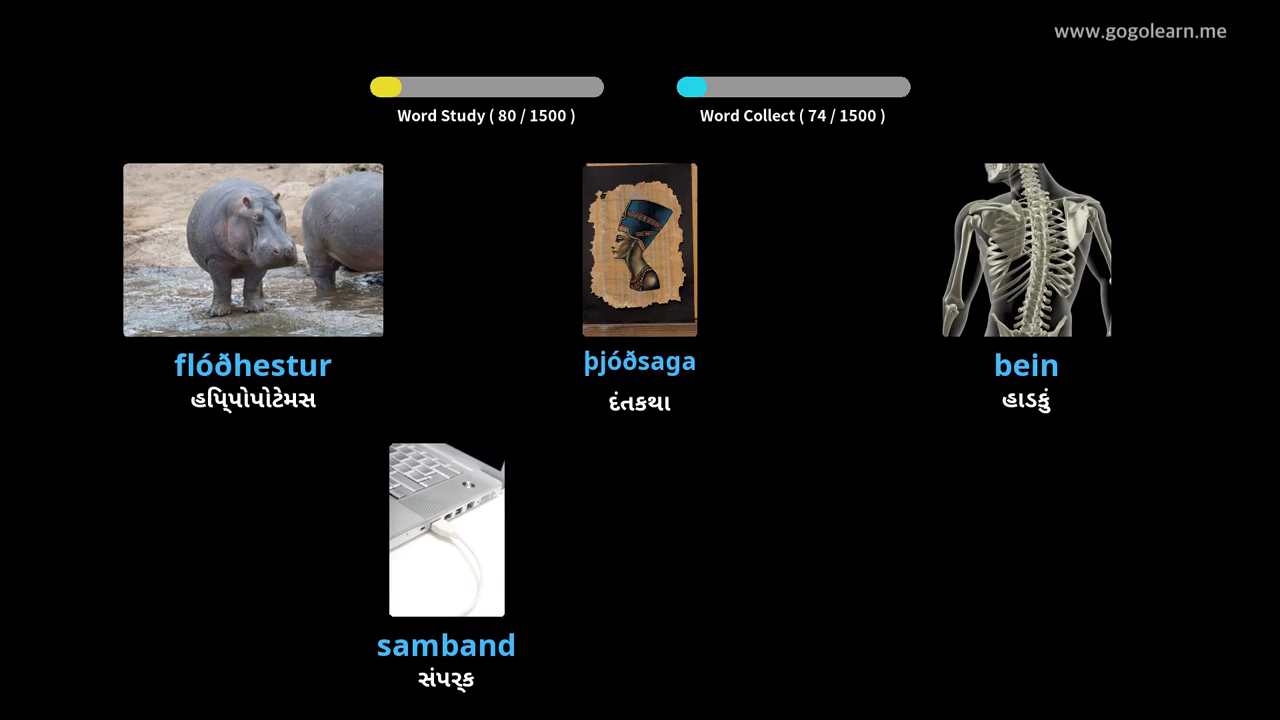 www.gogolearn.me
Word Study ( 80 / 1500 )
Word Collect ( 74 / 1500 )
flóðhestur
હિપ્પોપોટેમસ
þjóðsaga
દંતકથા
bein
હાડકું
samband
સંપર્ક